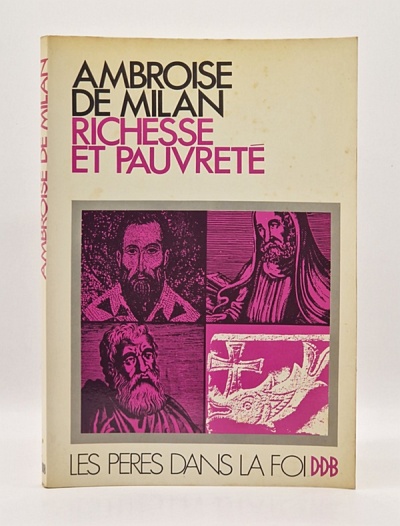 AMBROISE
DE MILAN
RICHESSE
ET PAUVRETÉ
AMBROISE DE MILAN
LES PERES DANS LA FOI DDB